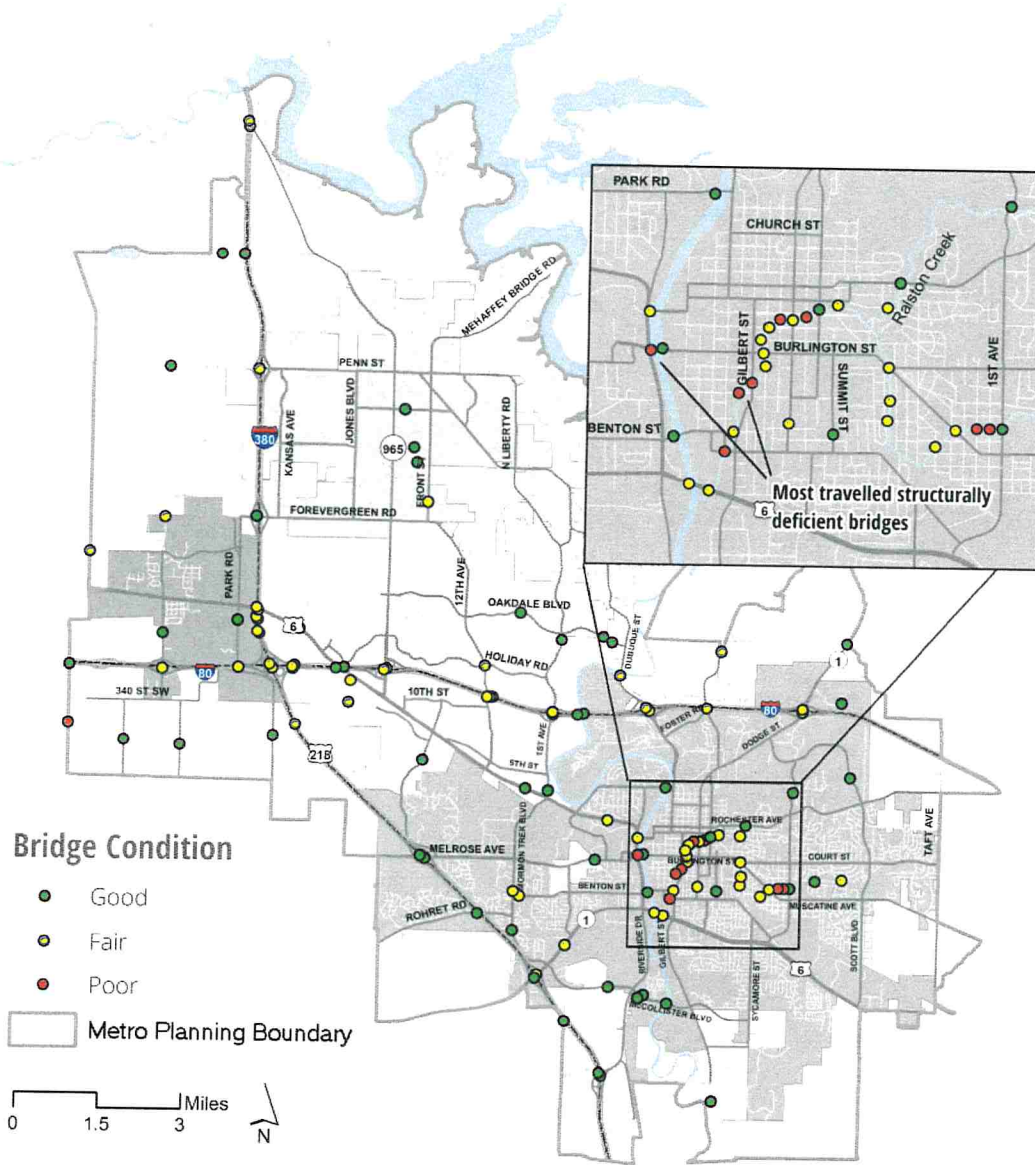 PARK RD
CHURCH ST
Ralston Creek
GILBERT ST
BURLINGTON ST
SUMMIT ST
1ST AVE
BENTON ST
6
Most travelled structurally
deficient bridges
MEHAFFEY BRIDGE RD
PENN ST
KANSAS AVE
JONES BLVD
N LIBERTY RD
380
965
FRONT ST
FOREVERGREEN RD
PARK RD
12TH AVE
OAKDALE BLVD
6
DUBUQUE ST
HOLIDAY RD
1
80
340 ST SW
10TH ST
FOSTER RD
80
DODGE ST
218
1ST AVE
5TH ST
TAFT AVE
ROCHESTER AVE
Bridge Condition
MELROSE AVE
MORMON TREK BLVD
BURLINGTON ST
COURT ST
Good
BENTON ST
MUSCATINE AVE
ROHRET RD
1
Fair
RIVERSIDE DR
GILBERT ST
SCOTT BLVD
6
Poor
SYCAMORE ST
MCCOLLISTER BLVD
Metro Planning Boundary
Miles
0 1.5 3
N